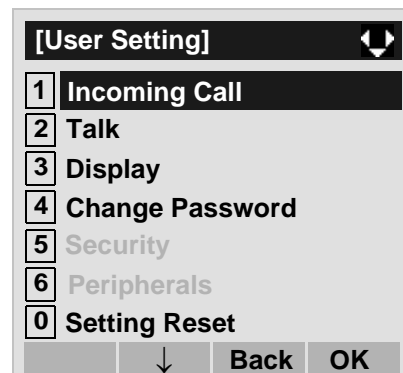 [User Setting]
1 Incoming Call
2 Talk
3 Display
4 Change Password
5 Security
6 Peripherals
0 Setting Reset
↓ Back OK